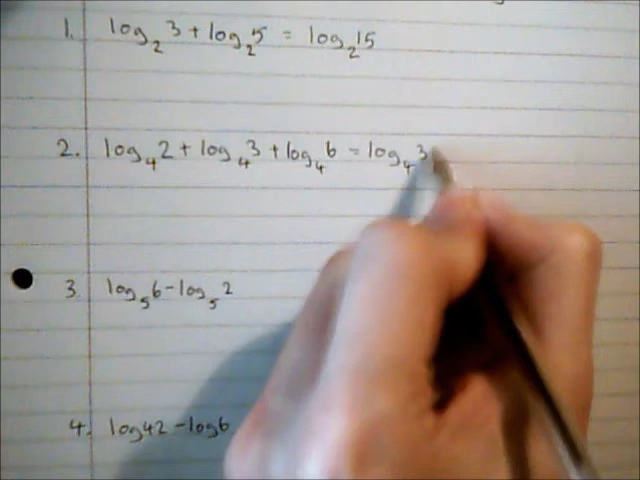 1. log₂3 + log₂5 = log₂15
2. log₄2 + log₄3 + log₄6 = log₄3
3. log₅6 - log₅2
4. log42 - log6